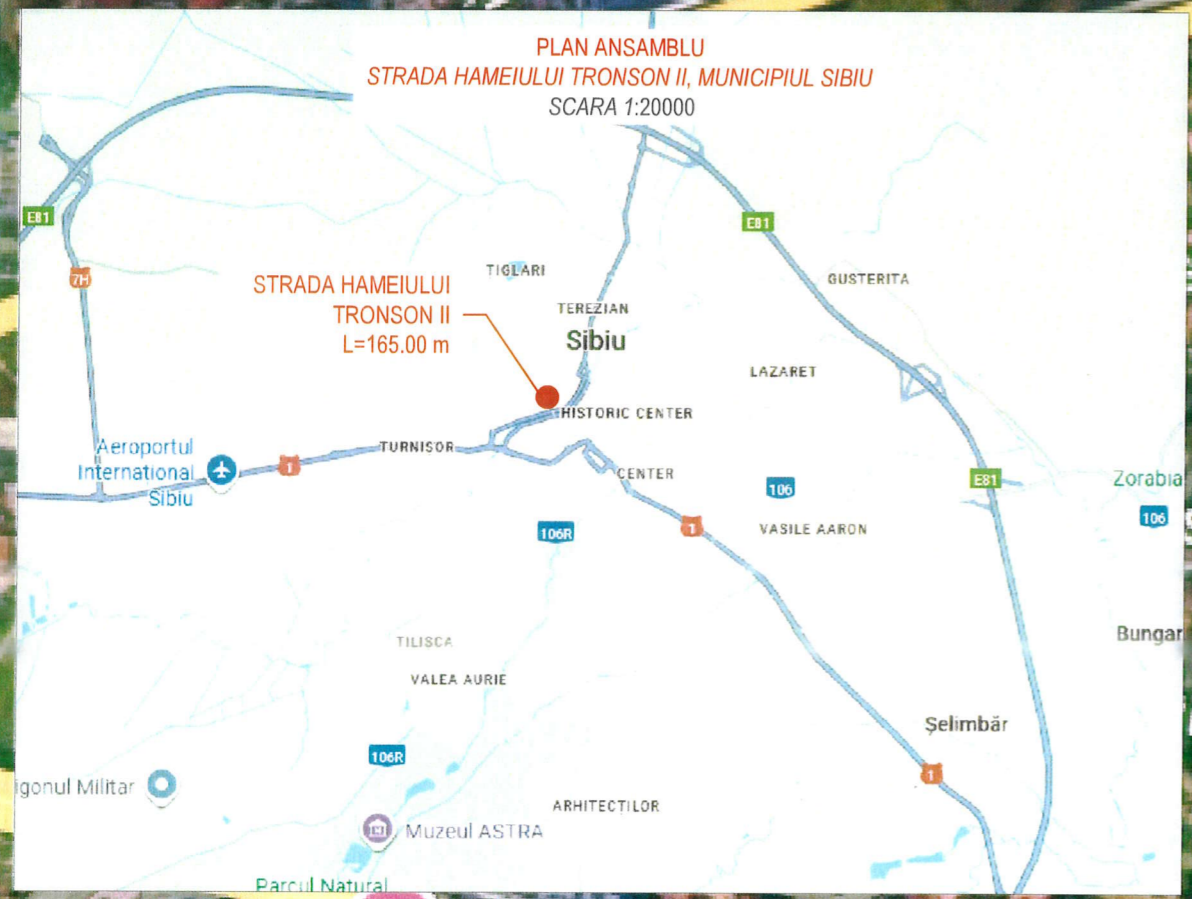 PLAN ANSAMBLU
STRADA HAMEIULUI TRONSON II, MUNICIPIUL SIBIU
SCARA 1:20000
E81
E81
7H
TIGLARI
GUSTERITA
STRADA HAMEIULUI
TRONSON II
L=165.00 m
TEREZIAN
Sibiu
LAZARET
HISTORIC CENTER
TURNISOR
Aeroportul
International
Sibiu
1
CENTER
106
E81
Zorabia
106
106R
1
VASILE AARON
TILISCA
Bungar
VALEA AURIE
Şelimbăr
106R
1
igonul Militar
ARHITECȚILOR
Muzeul ASTRA
Parcul Natural